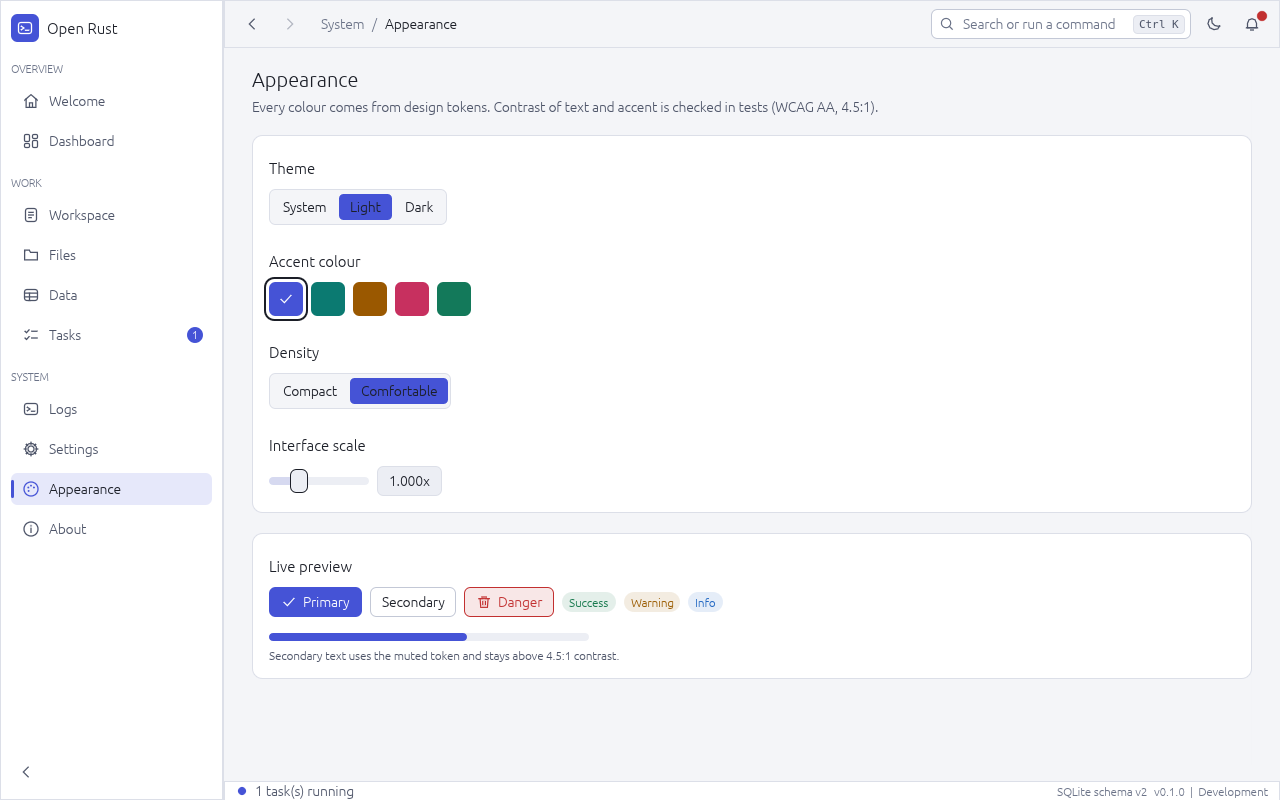 Open Rust
OVERVIEW
Welcome
Dashboard
WORK
Workspace
Files
Data
Tasks 1
SYSTEM
Logs
Settings
Appearance
About
System / Appearance
Search or run a command Ctrl K
Appearance
Every colour comes from design tokens. Contrast of text and accent is checked in tests (WCAG AA, 4.5:1).
Theme
System Light Dark
Accent colour
Density
Compact Comfortable
Interface scale
1.000x
Live preview
Primary Secondary Danger Success Warning Info
Secondary text uses the muted token and stays above 4.5:1 contrast.
1 task(s) running
SQLite schema v2 v0.1.0 | Development